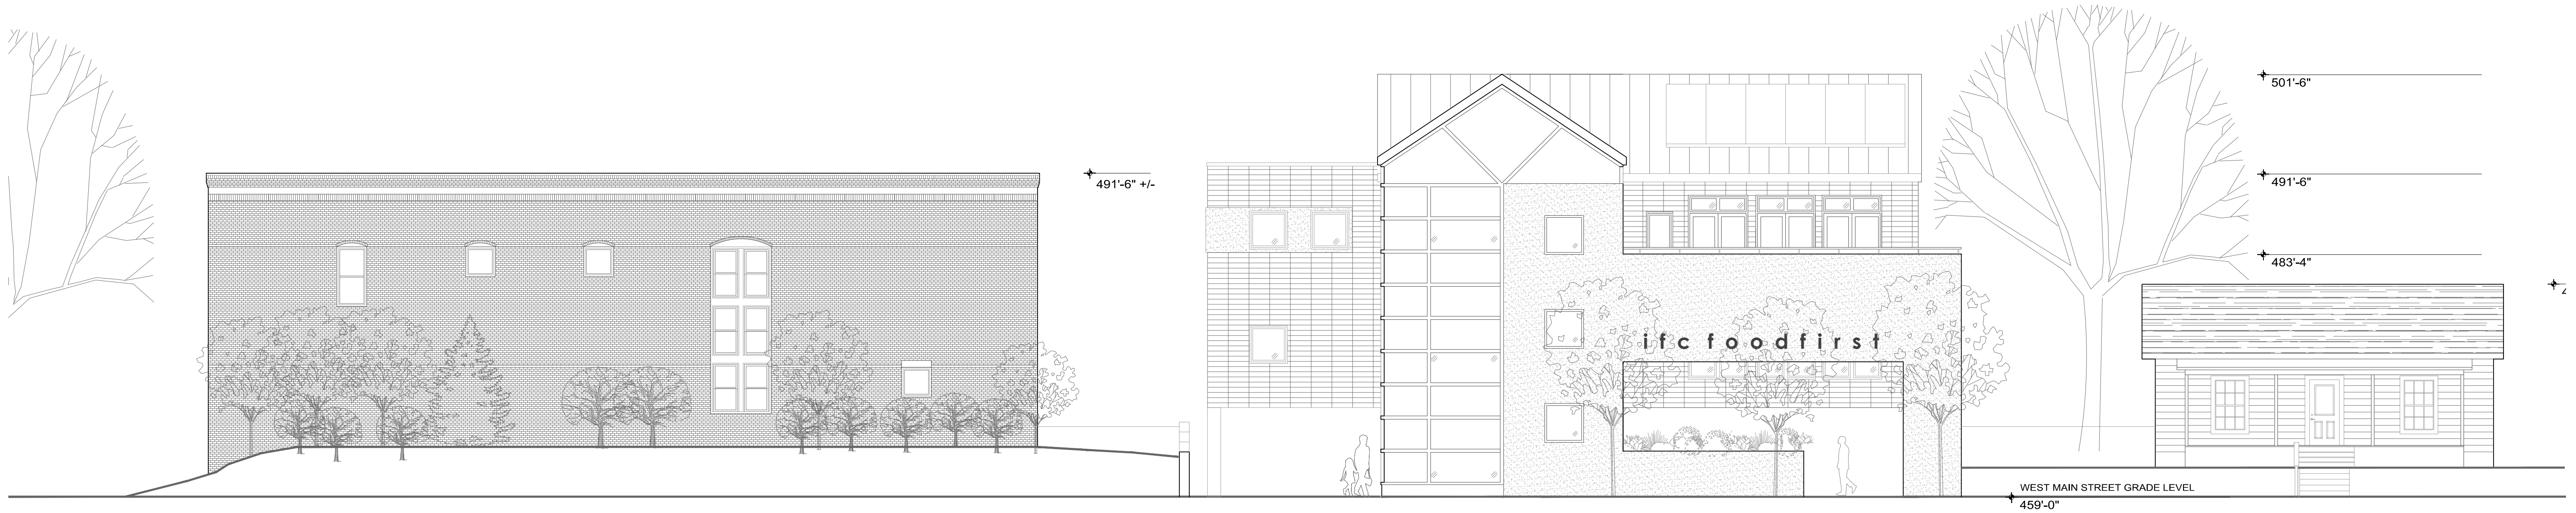 501'-6"
491'-6" +/-
491'-6"
483'-4"
ifc foodfirst
WEST MAIN STREET GRADE LEVEL
459'-0"